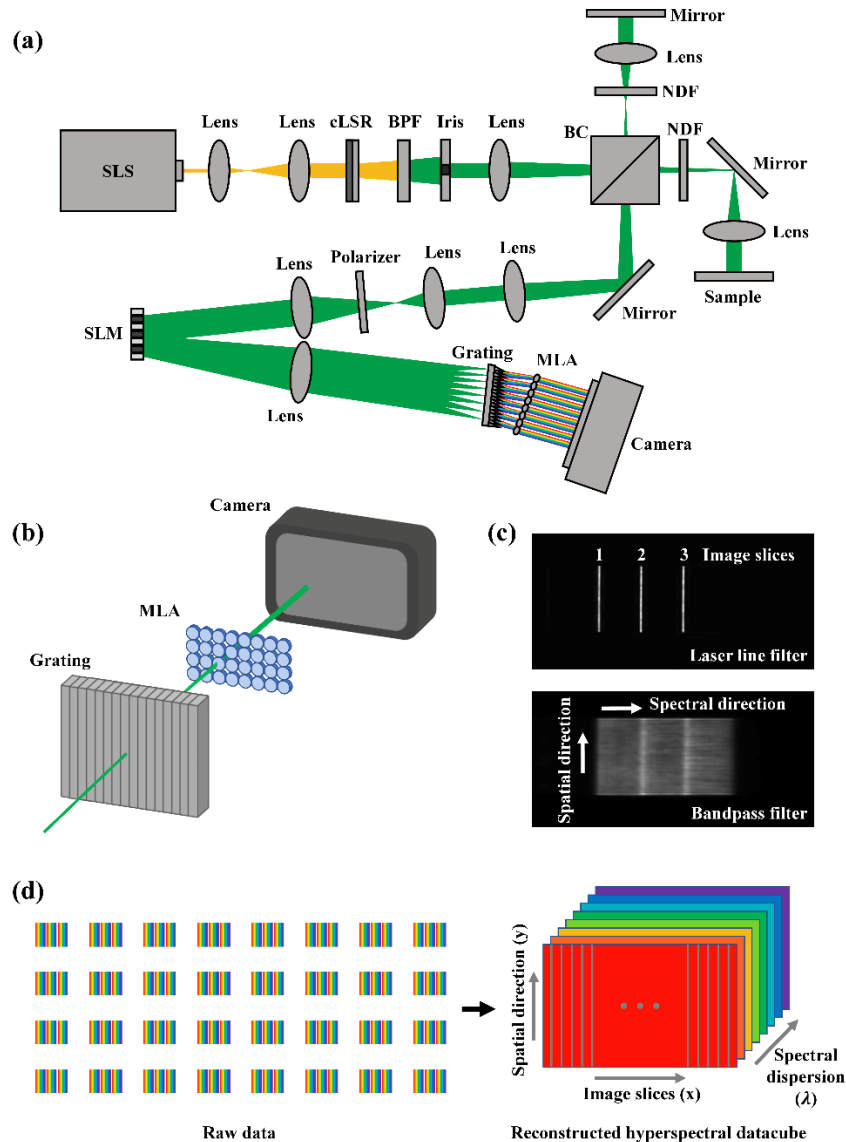 (a)
Mirror
Lens
NDF
Lens
Lens
cLSR
BPF
Iris
Lens
BC
NDF
Mirror
SLS
Lens
Sample
Polarizer
Lens
Lens
Lens
Mirror
SLM
Grating
MLA
Lens
Camera
(b)
Camera
MLA
Grating
(c)
1 2 3 Image slices
Laser line filter
Spectral direction
Spatial direction
Bandpass filter
(d)
Spatial direction (y)
Image slices (x)
Spectral
dispersion
(λ)
Raw data
Reconstructed hyperspectral datacube